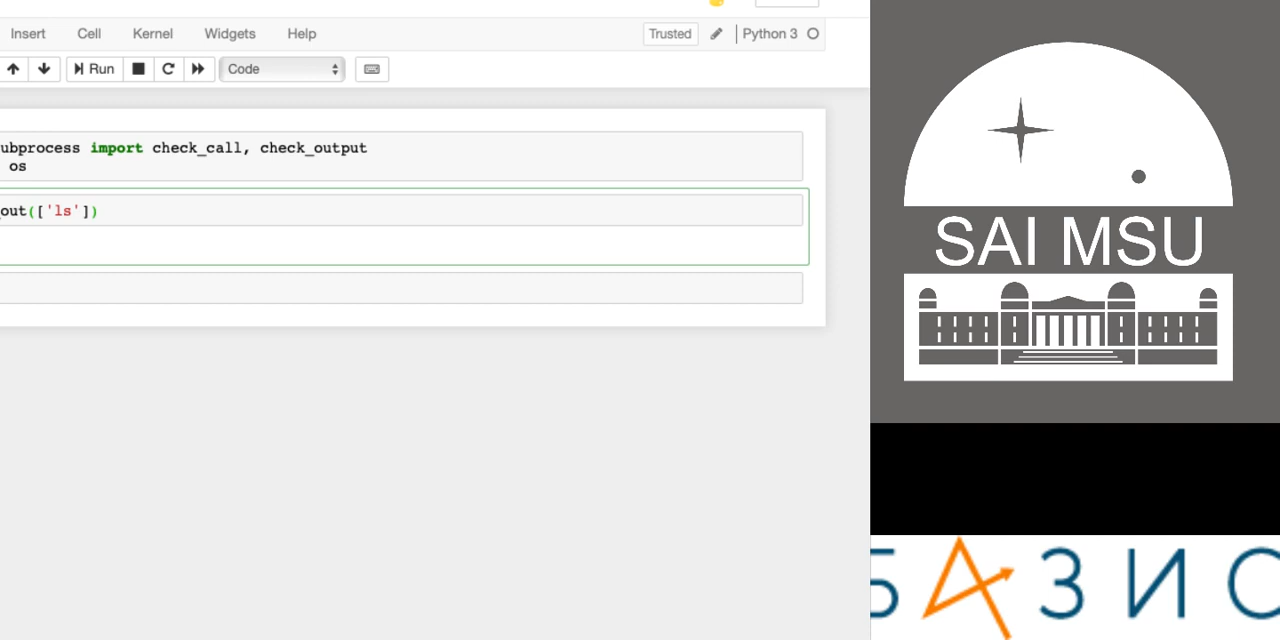 Insert Cell Kernel Widgets Help Trusted Python 3
Run Code
ubprocess import check_call, check_output
os
out(['ls'])
SAI MSU
БАЗИС